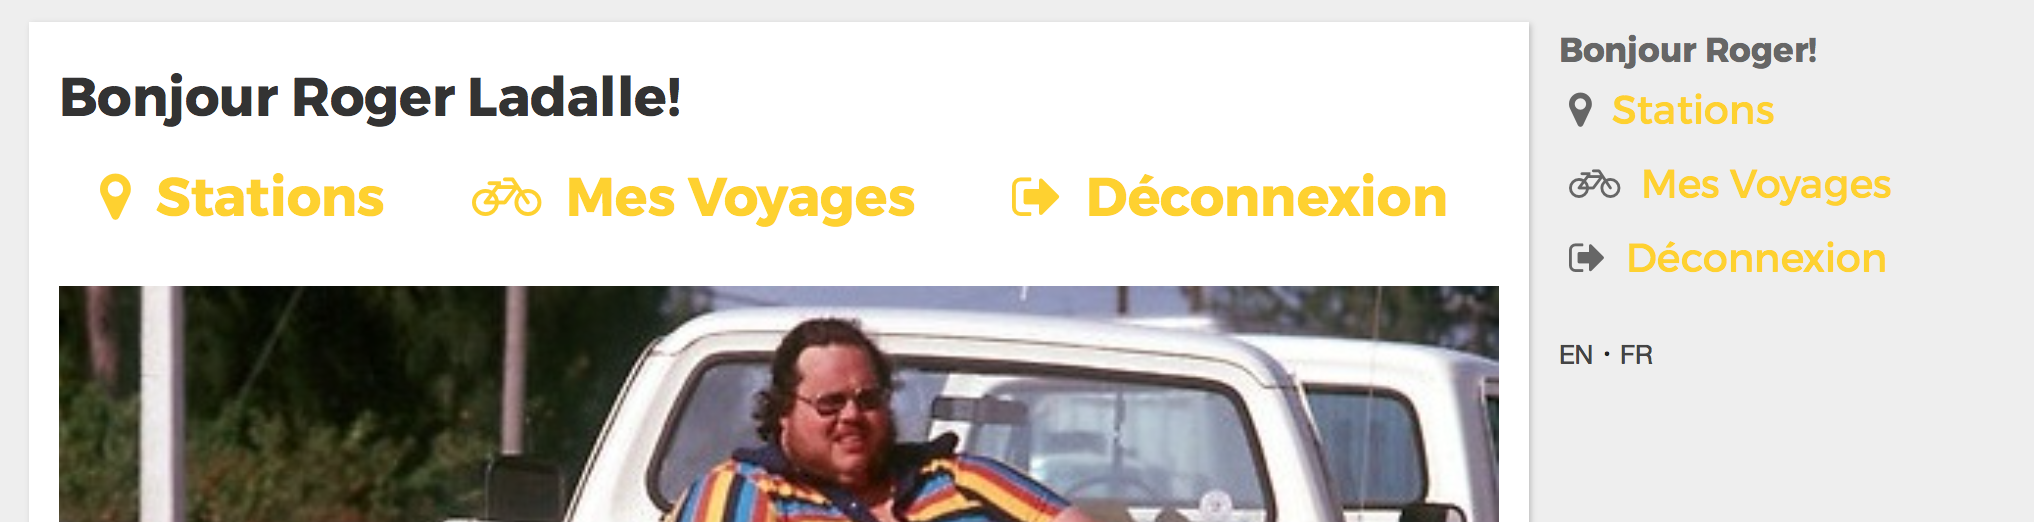 Bonjour Roger Ladalle!
Stations Mes Voyages Déconnexion
Bonjour Roger!
Stations
Mes Voyages
Déconnexion
EN · FR